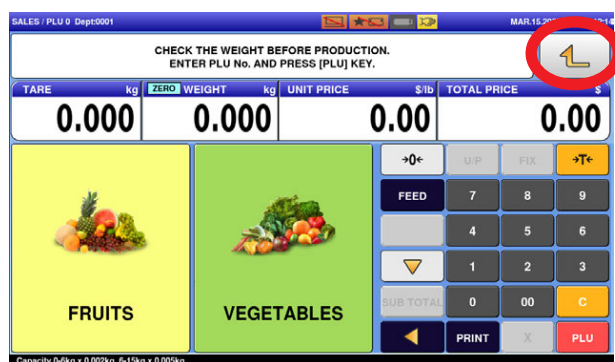 SALES / PLU 0 Dept:0001
MAR.15.20
CHECK THE WEIGHT BEFORE PRODUCTION.
ENTER PLU No. AND PRESS [PLU] KEY.
TARE kg ZERO WEIGHT kg UNIT PRICE $/lb TOTAL PRICE $
0.000 0.000 0.00 0.00
→0← U/P FIX →T←
FEED 7 8 9
4 5 6
1 2 3
SUB TOTAL 0 00 C
PRINT X PLU
FRUITS VEGETABLES
Capacity 0-6kg x 0.002kg, 6-15kg x 0.005kg